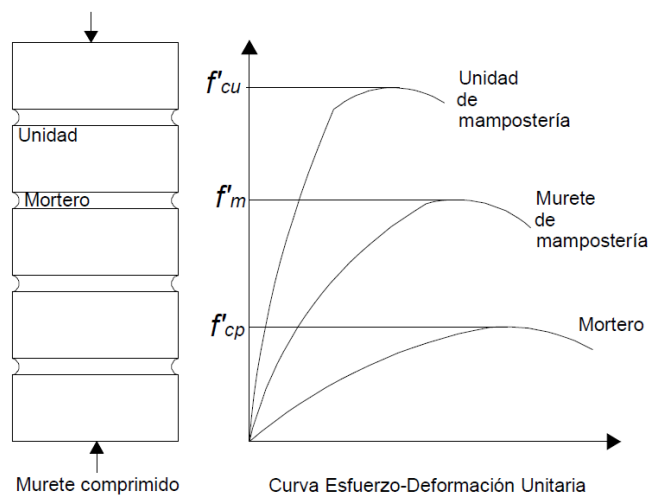 Unidad
Mortero
Murete comprimido
f'cu
f'm
f'cp
Unidad
de
mampostería
Murete
de
mampostería
Mortero
Curva Esfuerzo-Deformación Unitaria